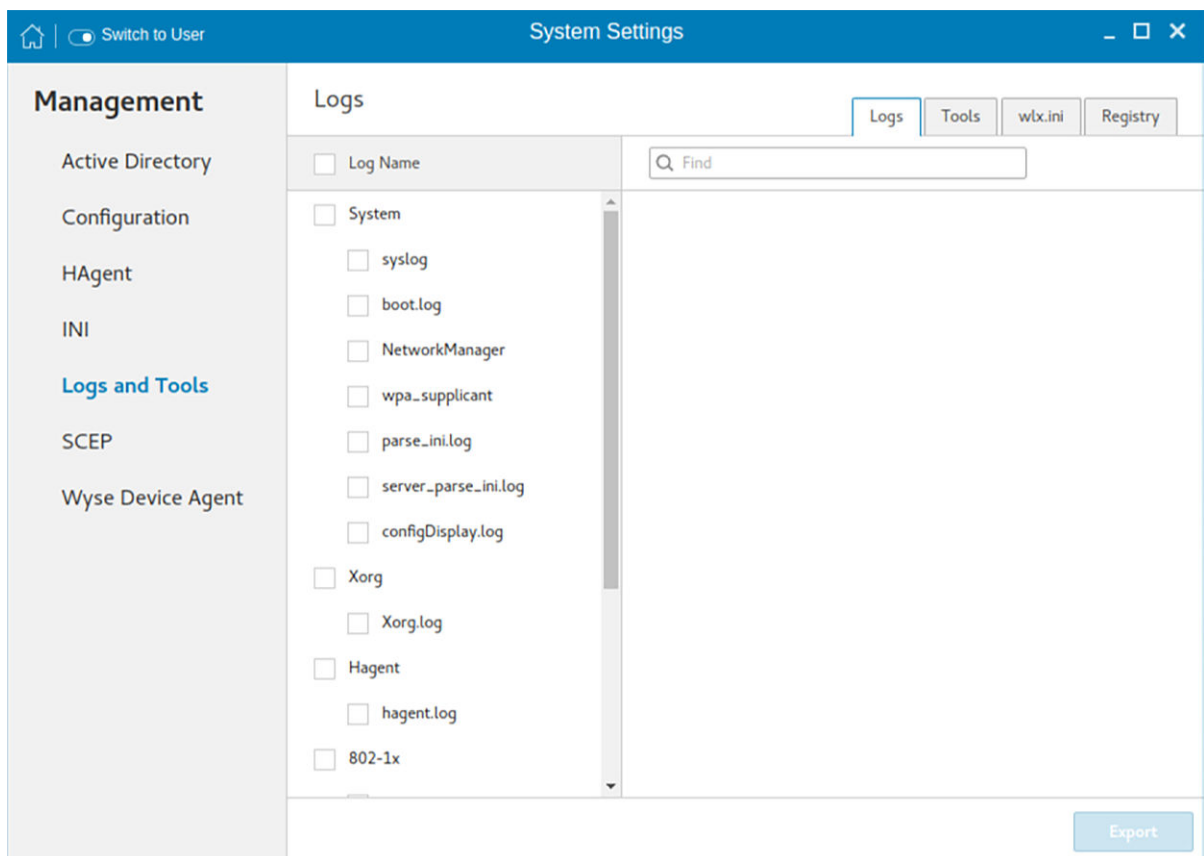 Switch to User
System Settings
Management
Active Directory
Configuration
HAgent
INI
Logs and Tools
SCEP
Wyse Device Agent
Logs
Logs
Tools
wlx.ini
Registry
Log Name
Find
System
syslog
boot.log
NetworkManager
wpa_supplicant
parse_ini.log
server_parse_ini.log
configDisplay.log
Xorg
Xorg.log
Hagent
hagent.log
802-1x
Export